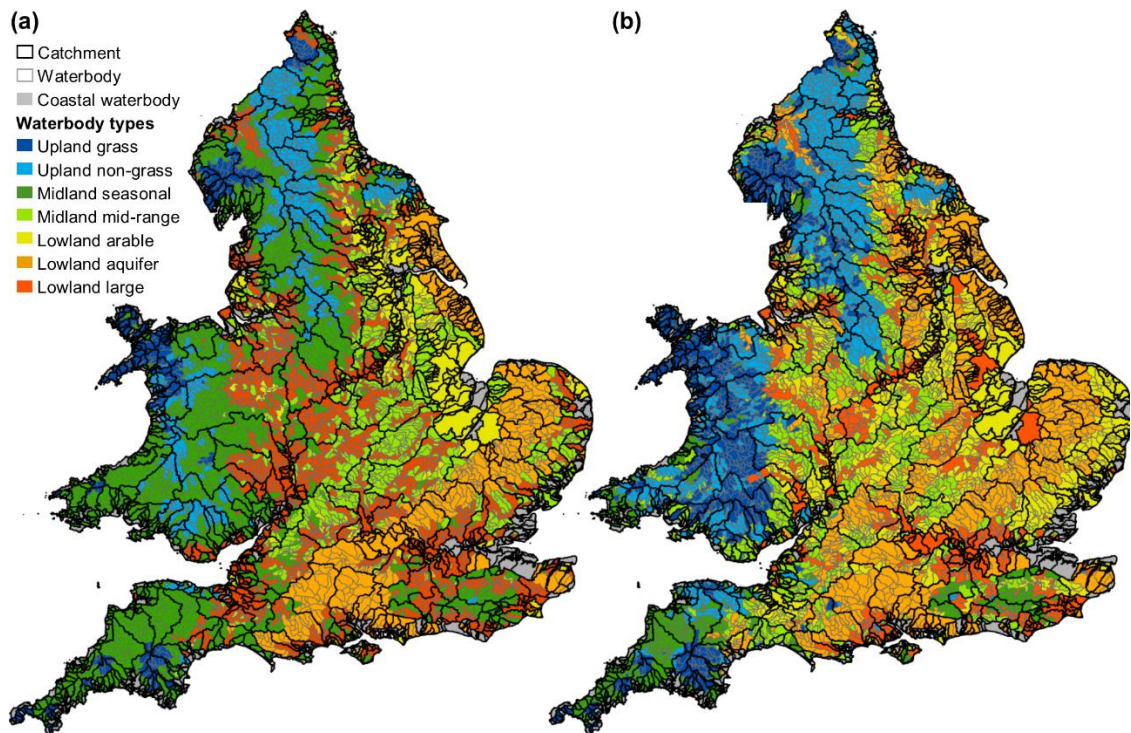 (a)
(b)
Catchment
Waterbody
Coastal waterbody
Waterbody types
Upland grass
Upland non-grass
Midland seasonal
Midland mid-range
Lowland arable
Lowland aquifer
Lowland large